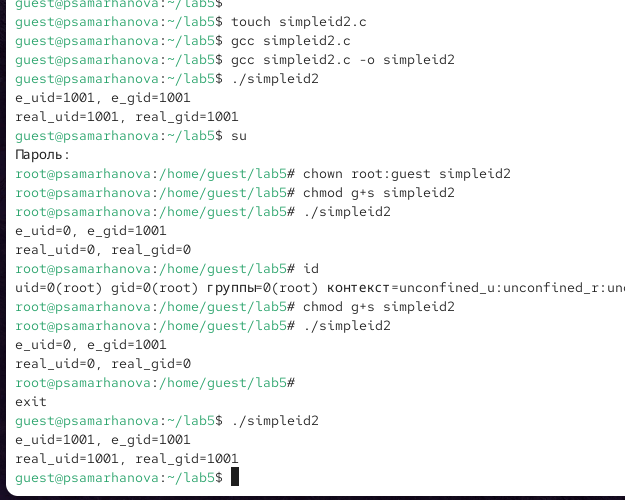 guest@psamarhanova:~/lab5$
guest@psamarhanova:~/lab5$ touch simpleid2.c
guest@psamarhanova:~/lab5$ gcc simpleid2.c
guest@psamarhanova:~/lab5$ gcc simpleid2.c -o simpleid2
guest@psamarhanova:~/lab5$ ./simpleid2
e_uid=1001, e_gid=1001
real_uid=1001, real_gid=1001
guest@psamarhanova:~/lab5$ su
Пароль:
root@psamarhanova:/home/guest/lab5# chown root:guest simpleid2
root@psamarhanova:/home/guest/lab5# chmod g+s simpleid2
root@psamarhanova:/home/guest/lab5# ./simpleid2
e_uid=0, e_gid=1001
real_uid=0, real_gid=0
root@psamarhanova:/home/guest/lab5# id
uid=0(root) gid=0(root) группы=0(root) контекст=unconfined_u:unconfined_r:unc
root@psamarhanova:/home/guest/lab5# chmod g+s simpleid2
root@psamarhanova:/home/guest/lab5# ./simpleid2
e_uid=0, e_gid=1001
real_uid=0, real_gid=0
root@psamarhanova:/home/guest/lab5#
exit
guest@psamarhanova:~/lab5$ ./simpleid2
e_uid=1001, e_gid=1001
real_uid=1001, real_gid=1001
guest@psamarhanova:~/lab5$